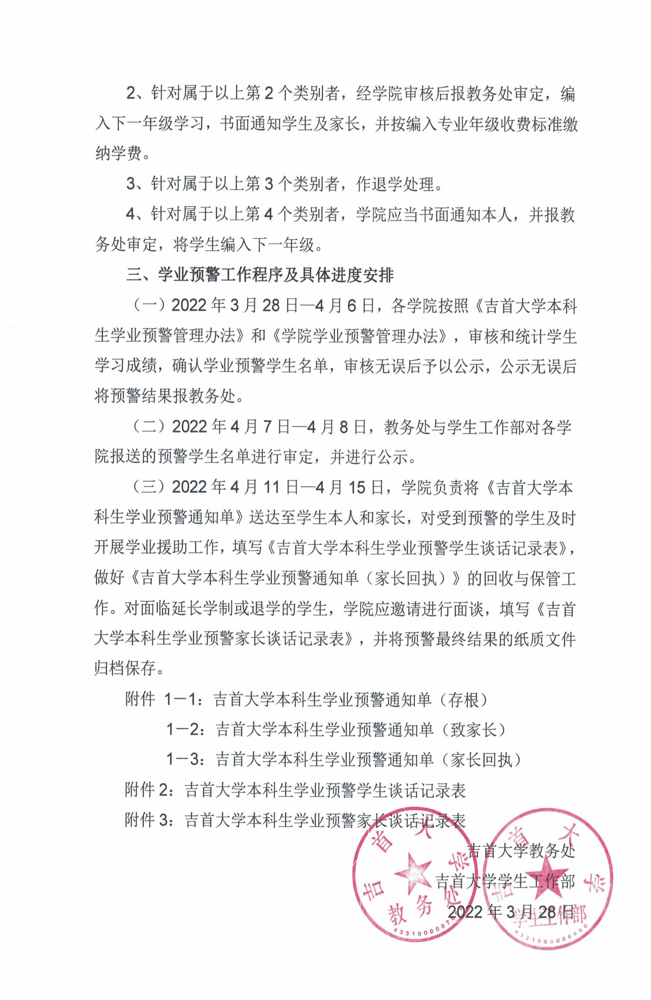 2、针对属于以上第 2 个类别者，经学院审核后报教务处审定，编
入下一年级学习，书面通知学生及家长，并按编入专业年级收费标准缴
纳学费。
3、针对属于以上第 3 个类别者，作退学处理。
4、针对属于以上第 4 个类别者，学院应当书面通知本人，并报教
务处审定，将学生编入下一年级。
三、学业预警工作程序及具体进度安排
（一）2022 年 3 月 28 日—4 月 6 日，各学院按照《吉首大学本科
生学业预警管理办法》和《学院学业预警管理办法》，审核和统计学生
学习成绩，确认学业预警学生名单，审核无误后予以公示，公示无误后
将预警结果报教务处。
（二）2022 年 4 月 7 日—4 月 8 日，教务处与学生工作部对各学
院报送的预警学生名单进行审定，并进行公示。
（三）2022 年 4 月 11 日—4 月 15 日，学院负责将《吉首大学本
科生学业预警通知单》送达至学生本人和家长，对受到预警的学生及时
开展学业援助工作，填写《吉首大学本科生学业预警学生谈话记录表》，
做好《吉首大学本科生学业预警通知单（家长回执）》的回收与保管工
作。对面临延长学制或退学的学生，学院应邀请进行面谈，填写《吉首
大学本科生学业预警家长谈话记录表》，并将预警最终结果的纸质文件
归档保存。
附件 1－1：吉首大学本科生学业预警通知单（存根）
1－2：吉首大学本科生学业预警通知单（致家长）
1－3：吉首大学本科生学业预警通知单（家长回执）
附件 2：吉首大学本科生学业预警学生谈话记录表
附件 3：吉首大学本科生学业预警家长谈话记录表
吉首大学教务处
吉首大学学生工作部
2022 年 3 月 28 日
吉首大学
教务处
吉首大学
学生工作部
4331000006680